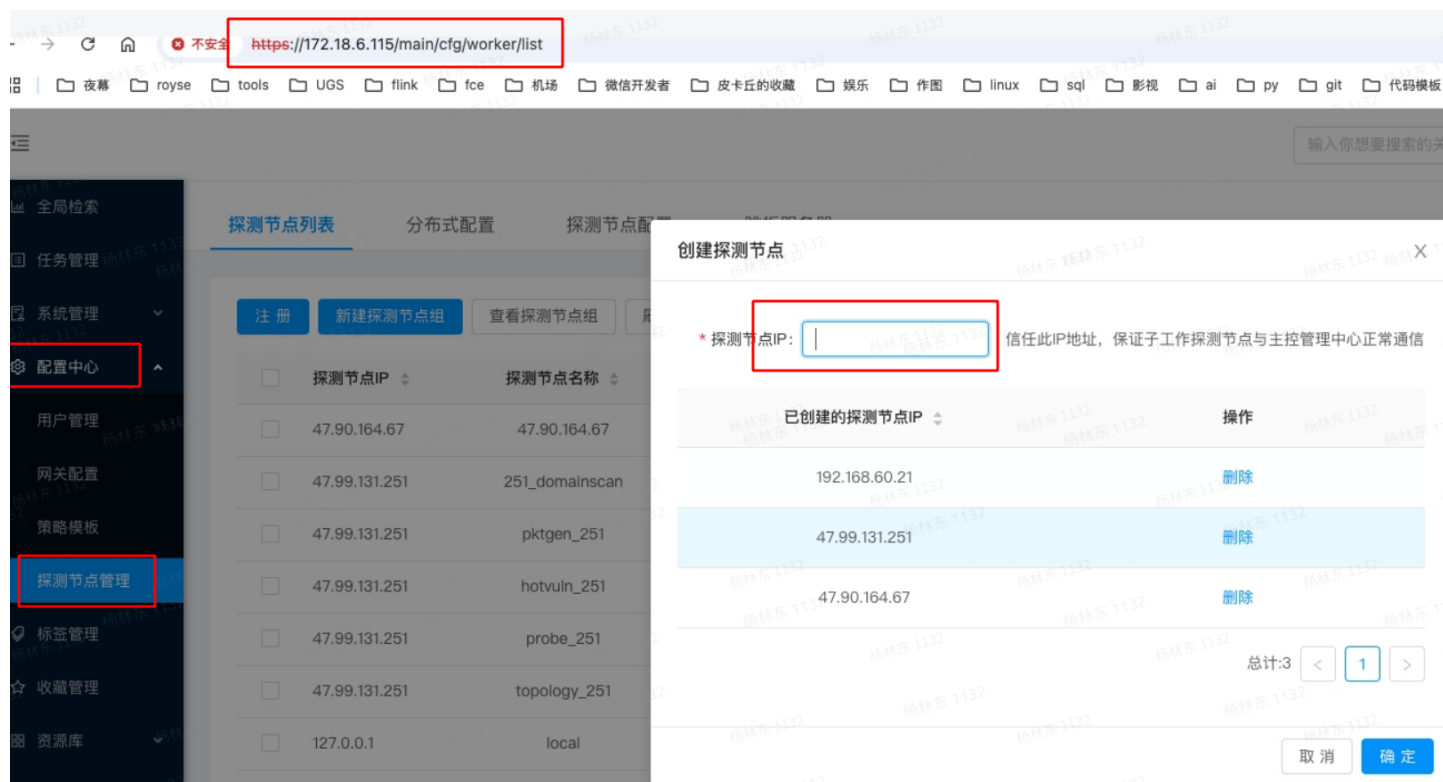 不安全 https://172.18.6.115/main/cfg/worker/list
夜幕 royse tools UGS flink fce 机场 微信开发者 皮卡丘的收藏 娱乐 作图 linux sql 影视 ai py git 代码模板
输入你想要搜索的关
全局检索
任务管理
系统管理
配置中心
用户管理
网关配置
策略模板
探测节点管理
标签管理
收藏管理
资源库
探测节点列表 分布式配置 探测节点配置
注 册 新建探测节点组 查看探测节点组
探测节点IP 探测节点名称
47.90.164.67 47.90.164.67
47.99.131.251 251_domainscan
47.99.131.251 pktgen_251
47.99.131.251 hotvuln_251
47.99.131.251 probe_251
47.99.131.251 topology_251
127.0.0.1 local
创建探测节点
* 探测节点IP: 信任此IP地址，保证子工作探测节点与主控管理中心正常通信
已创建的探测节点IP 操作
192.168.60.21 删除
47.99.131.251 删除
47.90.164.67 删除
总计:3 < 1 >
取 消 确 定
杨林东 1132